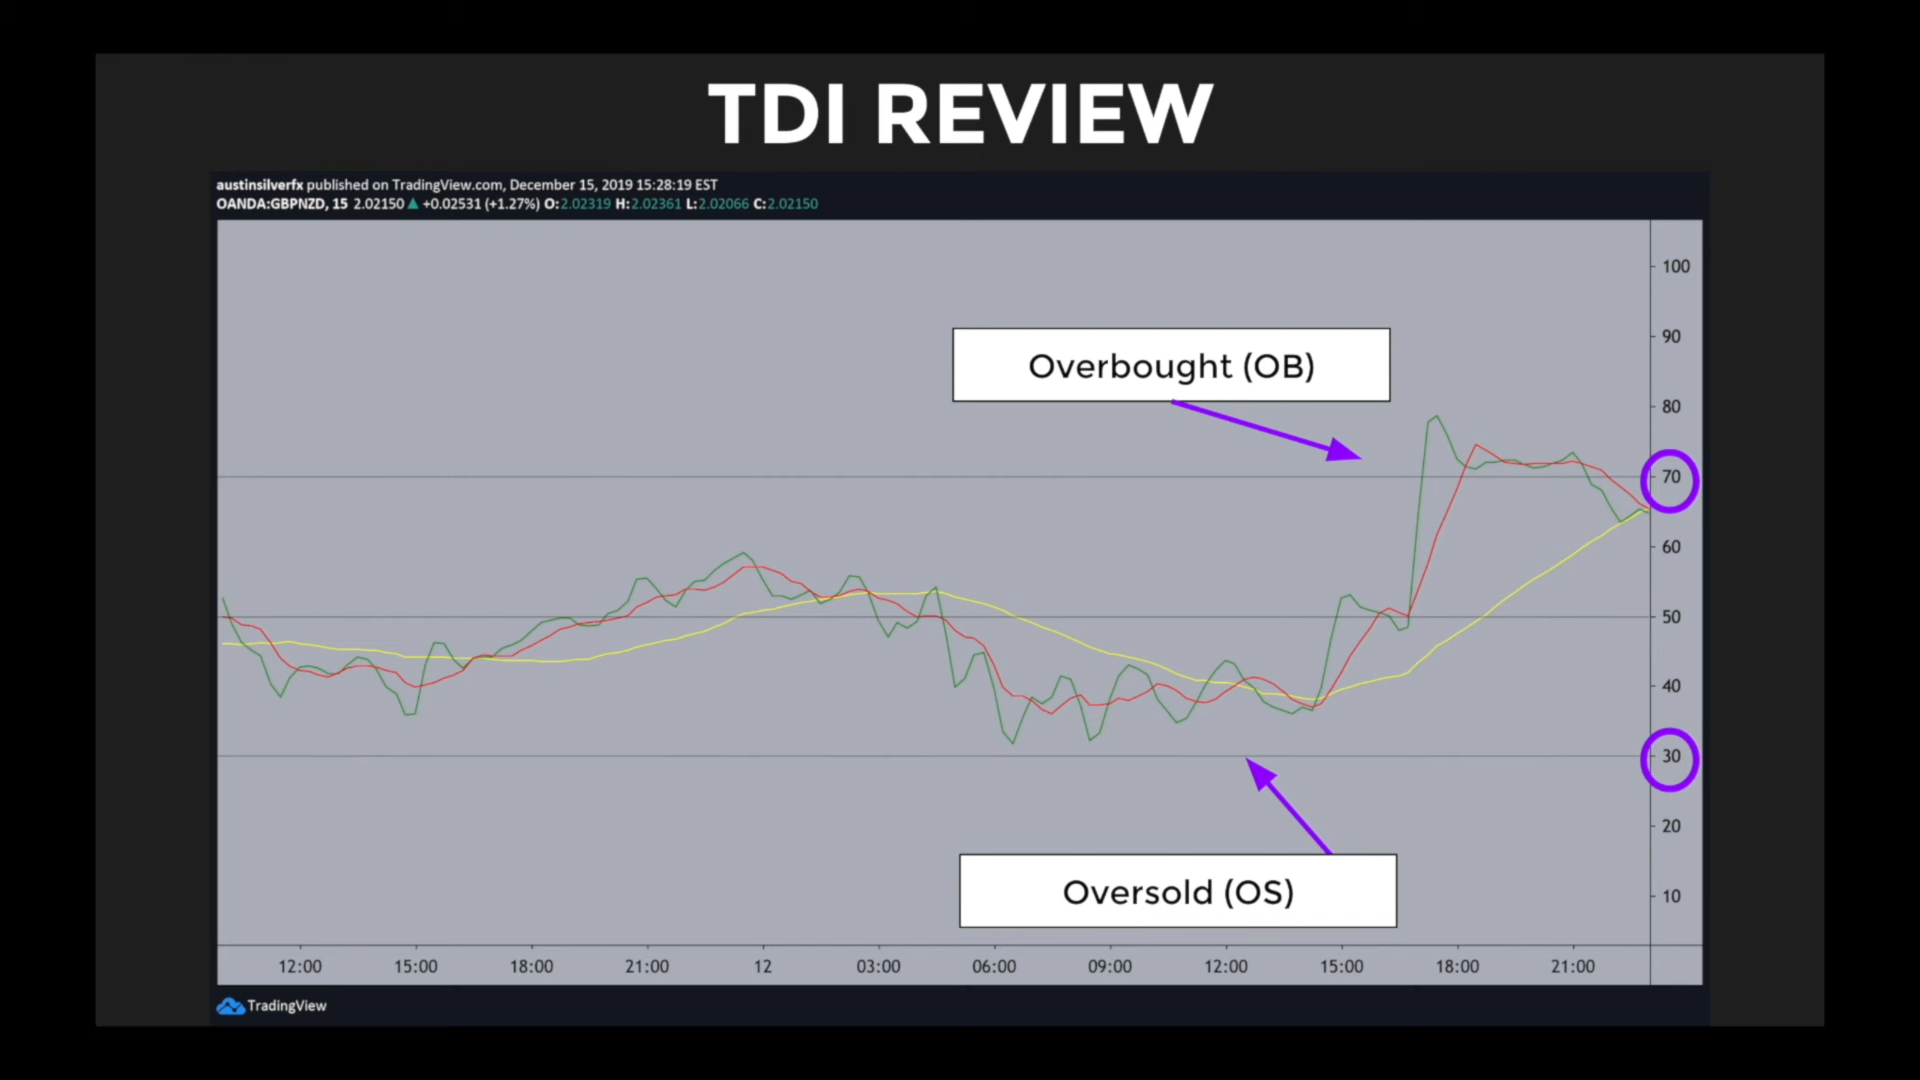 TDI REVIEW
austinsilverfx published on TradingView.com, December 15, 2019 15:28:19 EST
OANDA:GBPNZD, 15 2.02150 ▲ +0.02531 (+1.27%) O:2.02319 H:2.02361 L:2.02066 C:2.02150
100
90
Overbought (OB)
80
70
60
50
40
30
20
Oversold (OS)
10
12:00 15:00 18:00 21:00 12 03:00 06:00 09:00 12:00 15:00 18:00 21:00
TradingView